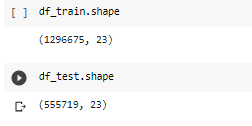 [ ] df_train.shape
(1296675, 23)
df_test.shape
(555719, 23)